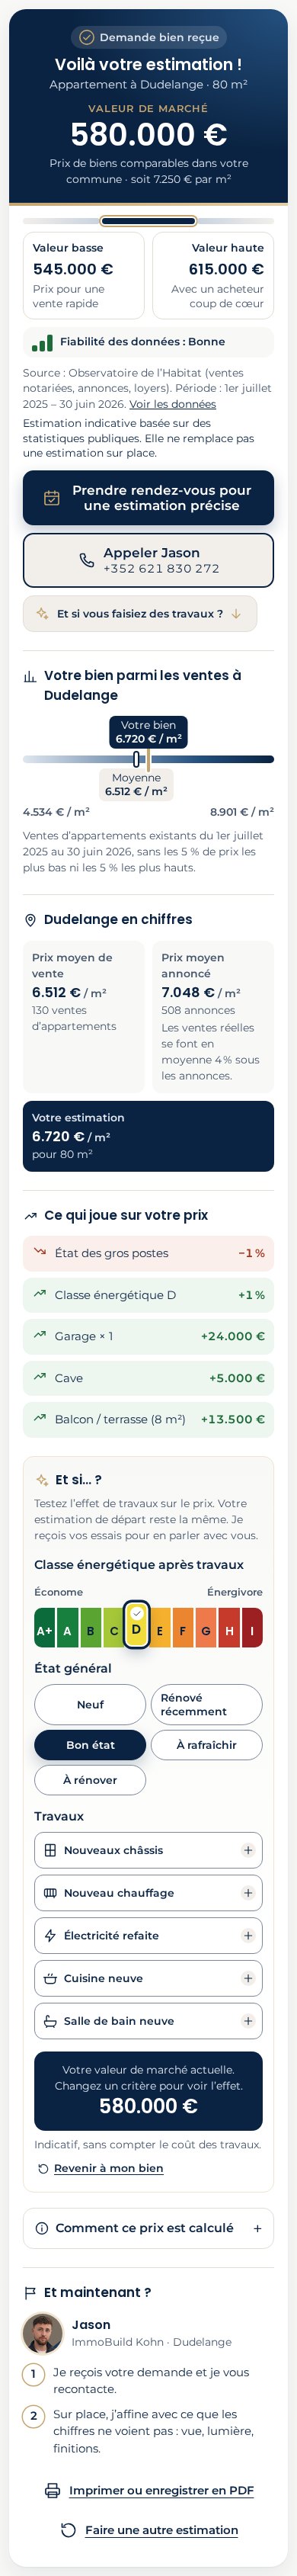 Demande bien reçue
Voilà votre estimation !
Appartement à Dudelange · 80 m²
VALEUR DE MARCHÉ
580.000 €
Prix de biens comparables dans votre
commune · soit 7.250 € par m²
Valeur basse
545.000 €
Prix pour une
vente rapide
Valeur haute
615.000 €
Avec un acheteur
coup de cœur
Fiabilité des données : Bonne
Source : Observatoire de l’Habitat (ventes
notariées, annonces, loyers). Période : 1er juillet
2025 – 30 juin 2026. Voir les données
Estimation indicative basée sur des
statistiques publiques. Elle ne remplace pas
une estimation sur place.
Prendre rendez-vous pour
une estimation précise
Appeler Jason
+352 621 830 272
Et si vous faisiez des travaux ?
Votre bien parmi les ventes à
Dudelange
Votre bien
6.720 € / m²
Moyenne
6.512 € / m²
4.534 € / m²
8.901 € / m²
Ventes d’appartements existants du 1er juillet
2025 au 30 juin 2026, sans les 5 % de prix les
plus bas ni les 5 % les plus hauts.
Dudelange en chiffres
Prix moyen de
vente
6.512 € / m²
130 ventes
d’appartements
Prix moyen
annoncé
7.048 € / m²
508 annonces
Les ventes réelles
se font en
moyenne 4 % sous
les annonces.
Votre estimation
6.720 € / m²
pour 80 m²
Ce qui joue sur votre prix
État des gros postes
−1 %
Classe énergétique D
+1 %
Garage × 1
+24.000 €
Cave
+5.000 €
Balcon / terrasse (8 m²)
+13.500 €
Et si… ?
Testez l’effet de travaux sur le prix. Votre
estimation de départ reste la même. Je
reçois vos essais pour en parler avec vous.
Classe énergétique après travaux
Économe
Énergivore
A+ A B C D E F G H I
État général
Neuf
Rénové
récemment
Bon état
À rafraîchir
À rénover
Travaux
Nouveaux châssis
Nouveau chauffage
Électricité refaite
Cuisine neuve
Salle de bain neuve
Votre valeur de marché actuelle.
Changez un critère pour voir l’effet.
580.000 €
Indicatif, sans compter le coût des travaux.
Revenir à mon bien
Comment ce prix est calculé
Et maintenant ?
Jason
ImmoBuild Kohn · Dudelange
1
Je reçois votre demande et je vous
recontacte.
2
Sur place, j’affine avec ce que les
chiffres ne voient pas : vue, lumière,
finitions.
Imprimer ou enregistrer en PDF
Faire une autre estimation